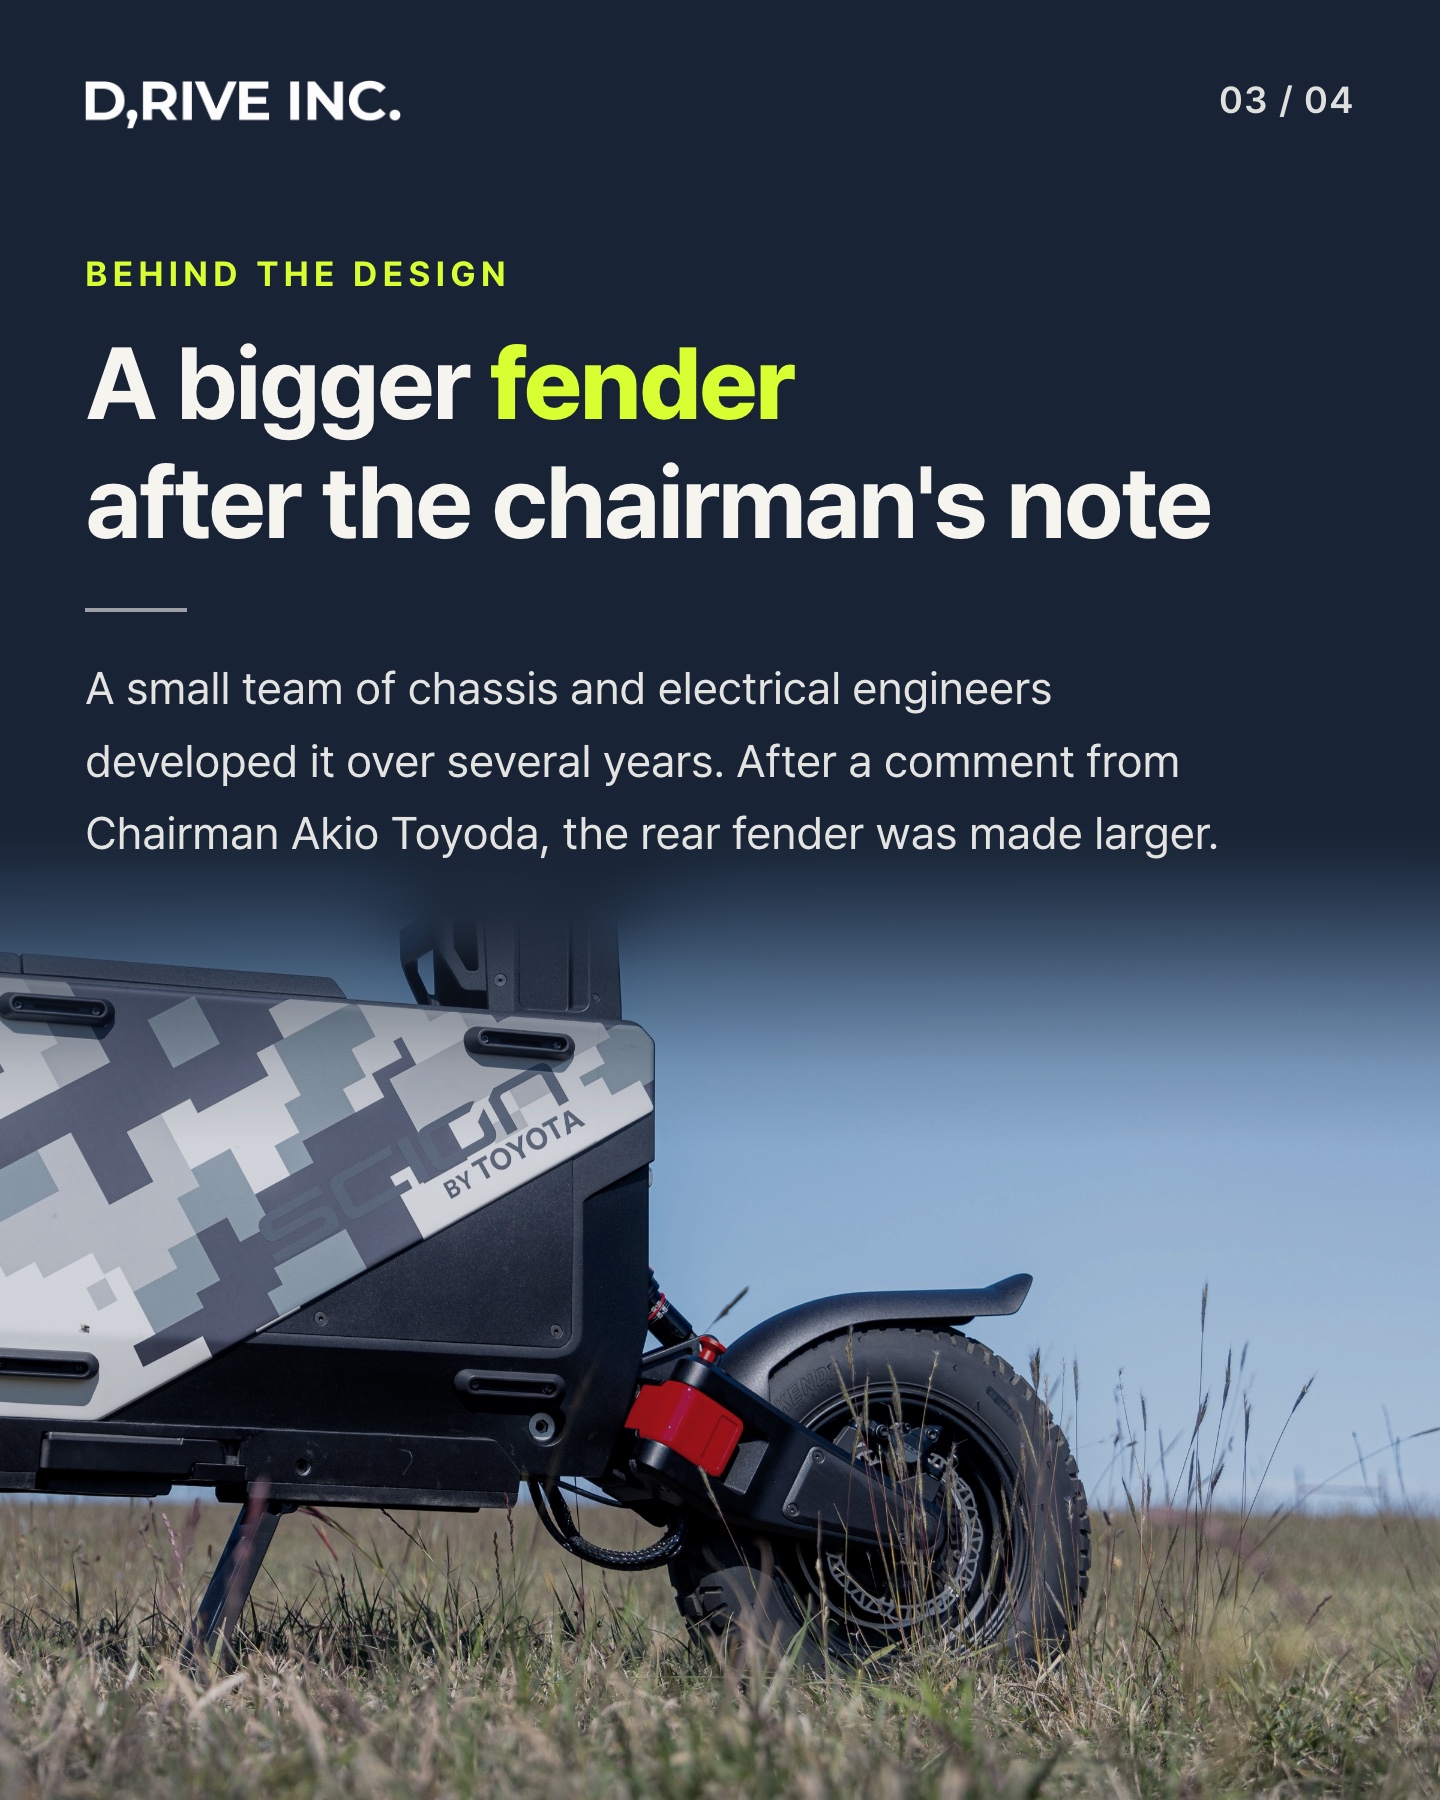 D,RIVE INC.
03 / 04
BEHIND THE DESIGN
A bigger fender
after the chairman's note
A small team of chassis and electrical engineers
developed it over several years. After a comment from
Chairman Akio Toyoda, the rear fender was made larger.
SCION
BY TOYOTA